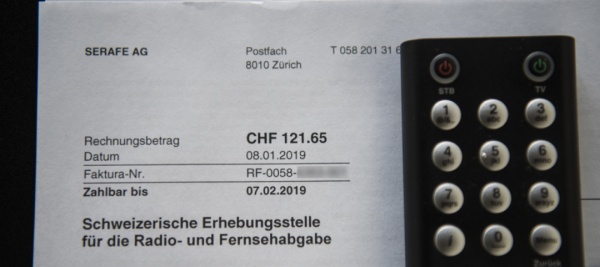 SERAFE AG
Postfach
8010 Zürich
T 058 201 31 6
Rechnungsbetrag CHF 121.65
Datum 08.01.2019
Faktura-Nr. RF-0058-
Zahlbar bis 07.02.2019
Schweizerische Erhebungsstelle
für die Radio- und Fernsehabgabe
STB TV
1 2 3
4 5 6
7 8 9
0 Menu
Zurück